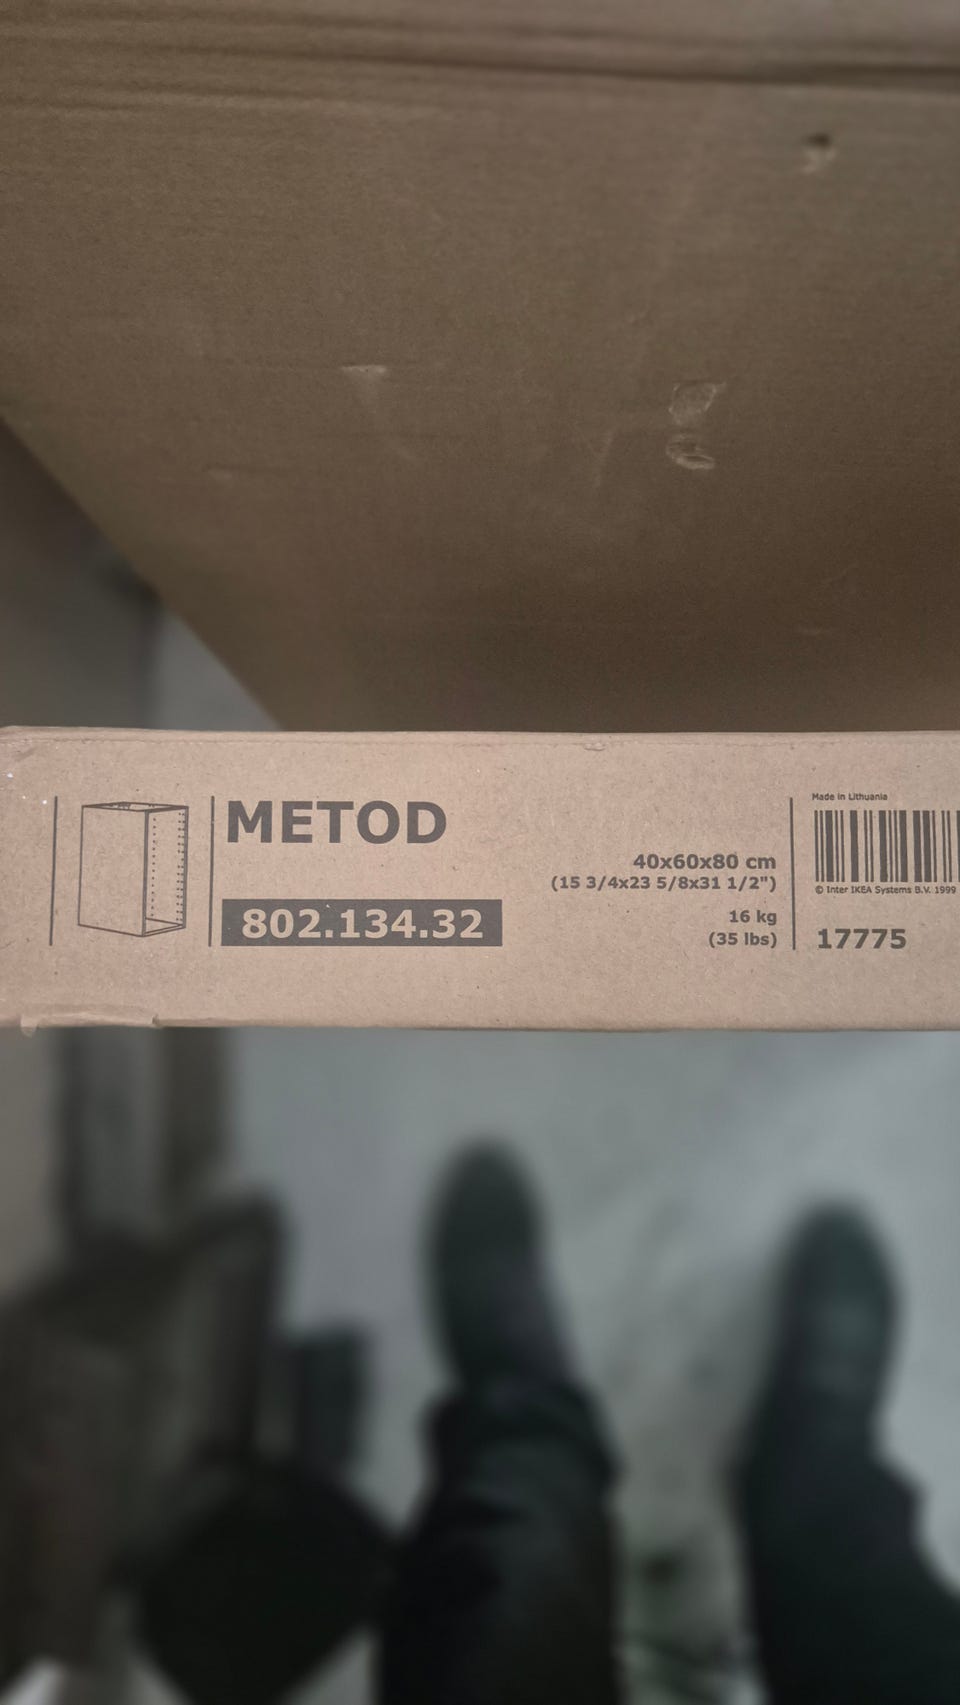 METOD
802.134.32
40x60x80 cm
(15 3/4x23 5/8x31 1/2")
16 kg
(35 lbs)
Made in Lithuania
© Inter IKEA Systems B.V. 1999
17775